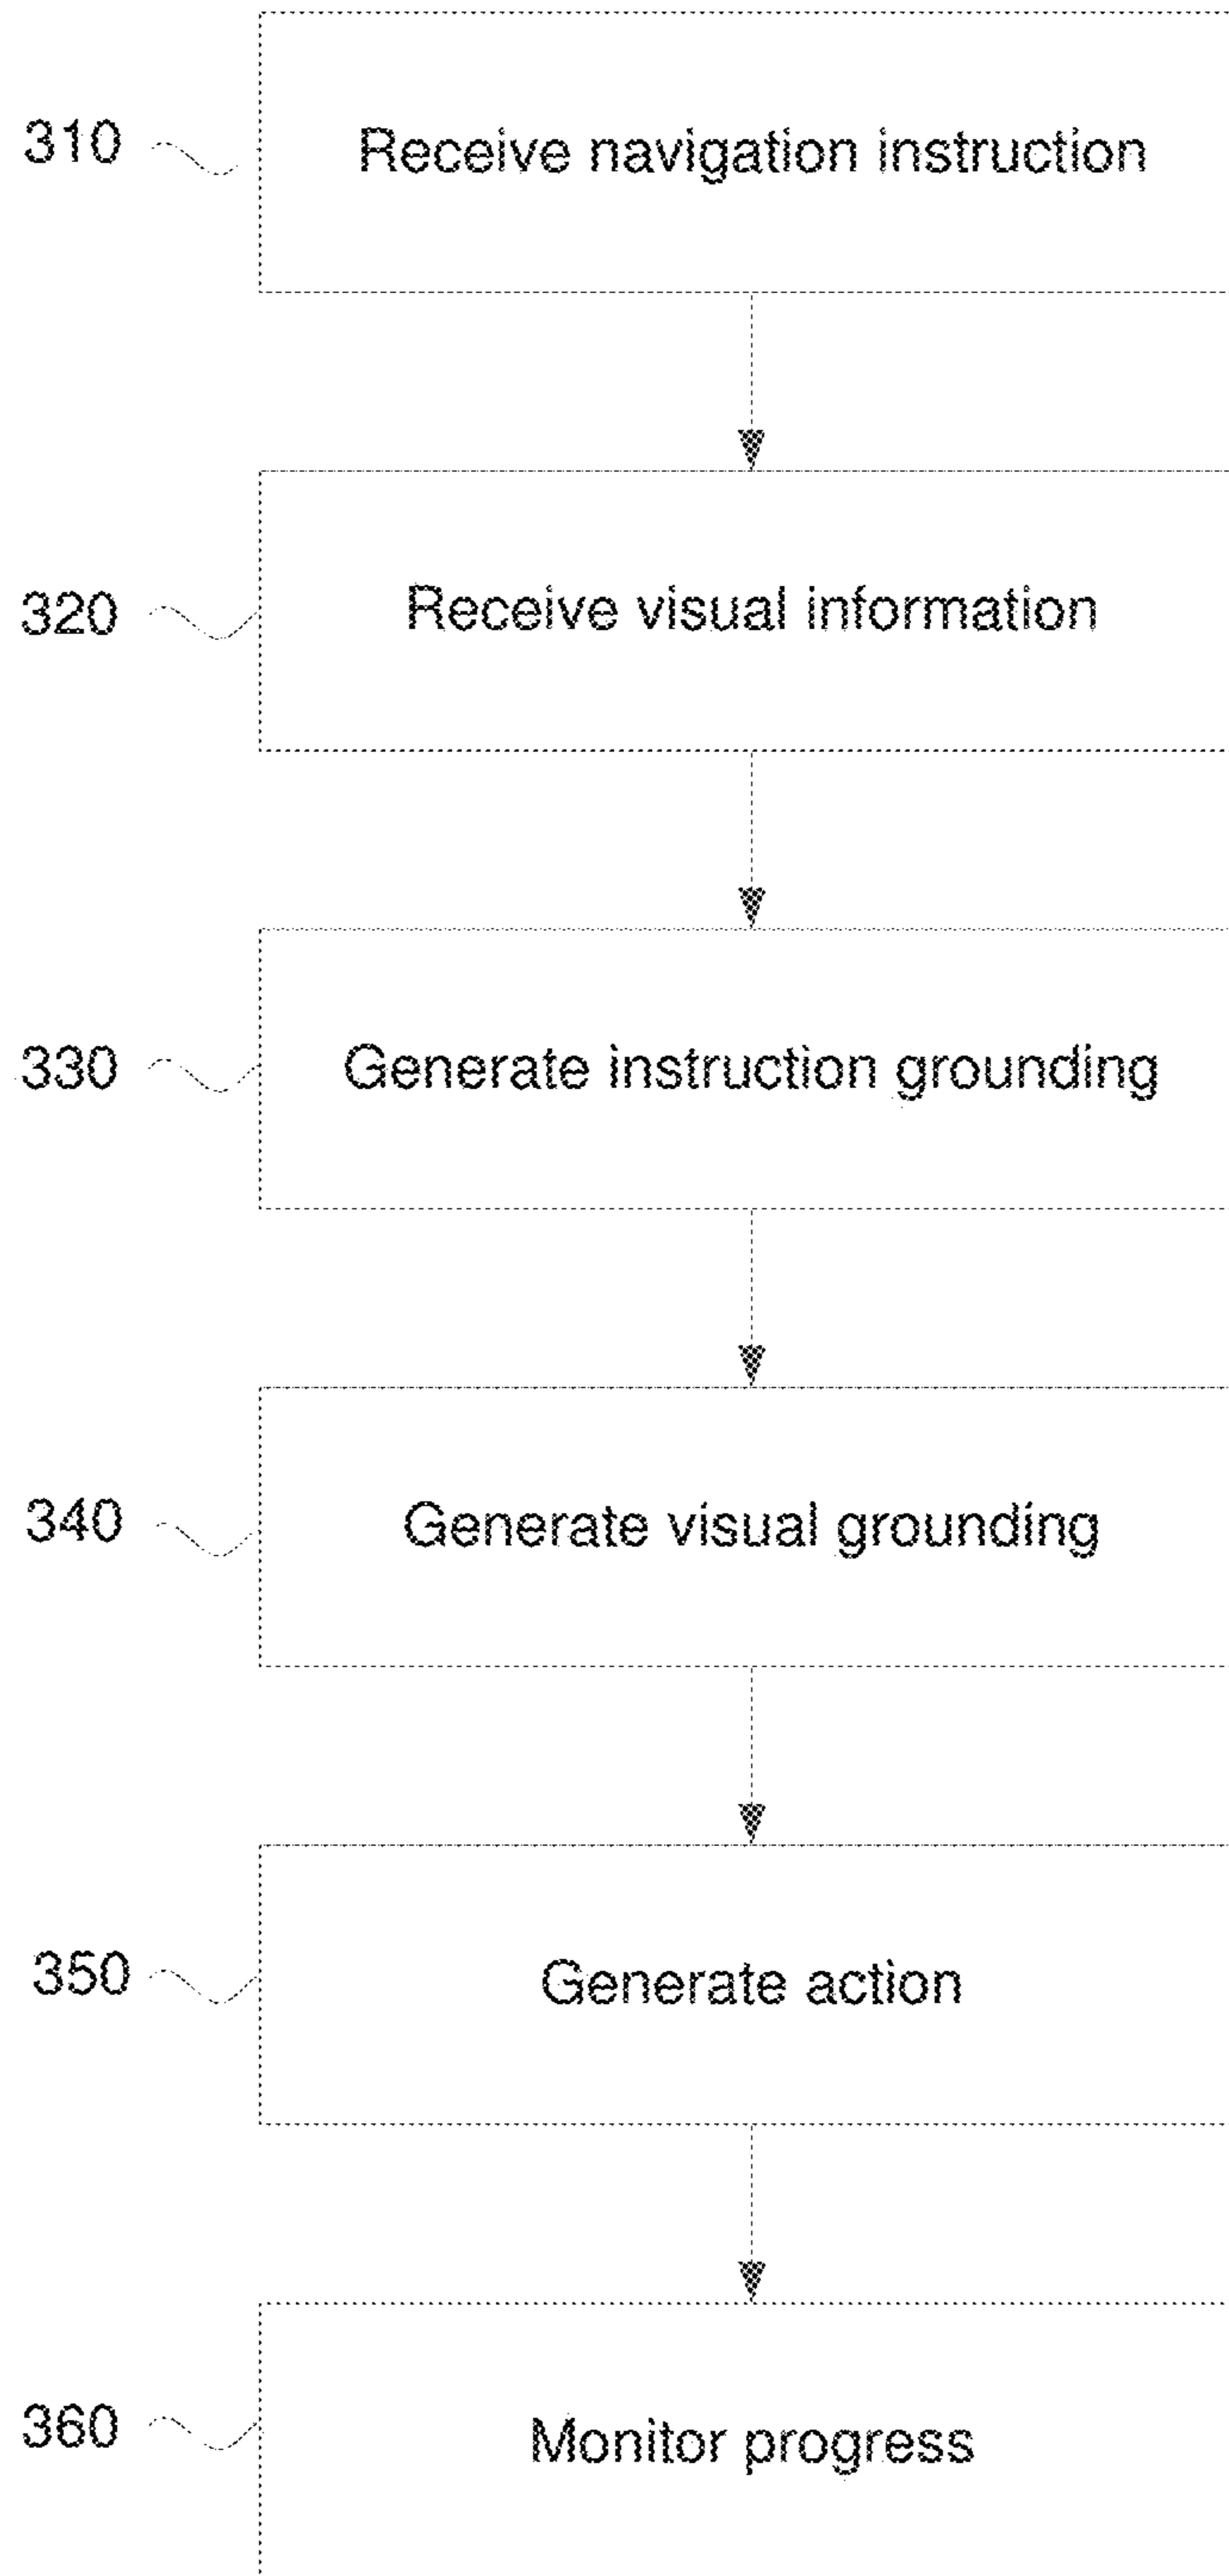 310 Receive navigation instruction
320 Receive visual information
330 Generate instruction grounding
340 Generate visual grounding
350 Generate action
360 Monitor progress